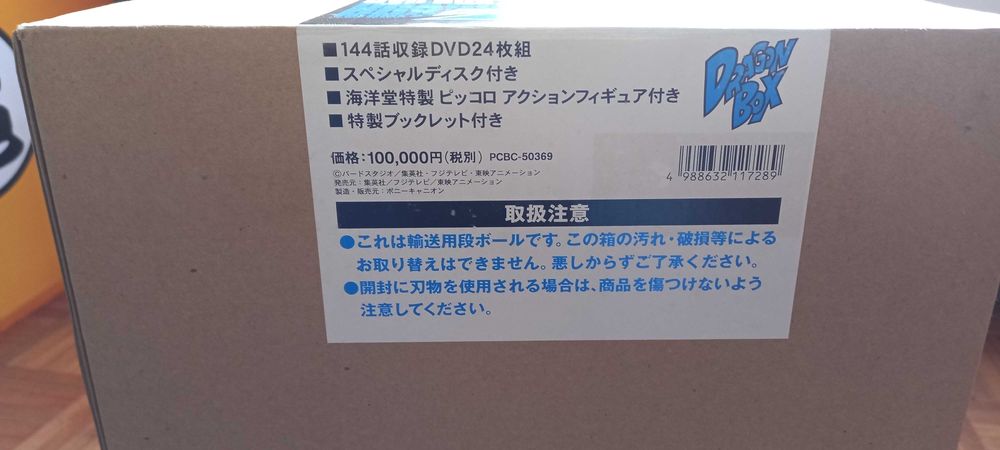 ■144話収録DVD24枚組
■スペシャルディスク付き
■海洋堂特製 ピッコロ アクションフィギュア付き
■特製ブックレット付き
DRAGON
BOX
価格:100,000円(税別) PCBC-50369
©バードスタジオ/集英社・フジテレビ・東映アニメーション
発売元:集英社/フジテレビ/東映アニメーション
製造・販売元:ポニーキャニオン
4 988632 117289
取扱注意
●これは輸送用段ボールです。この箱の汚れ・破損等による
お取り替えはできません。悪しからずご了承ください。
●開封に刃物を使用される場合は、商品を傷つけないよう
注意してください。